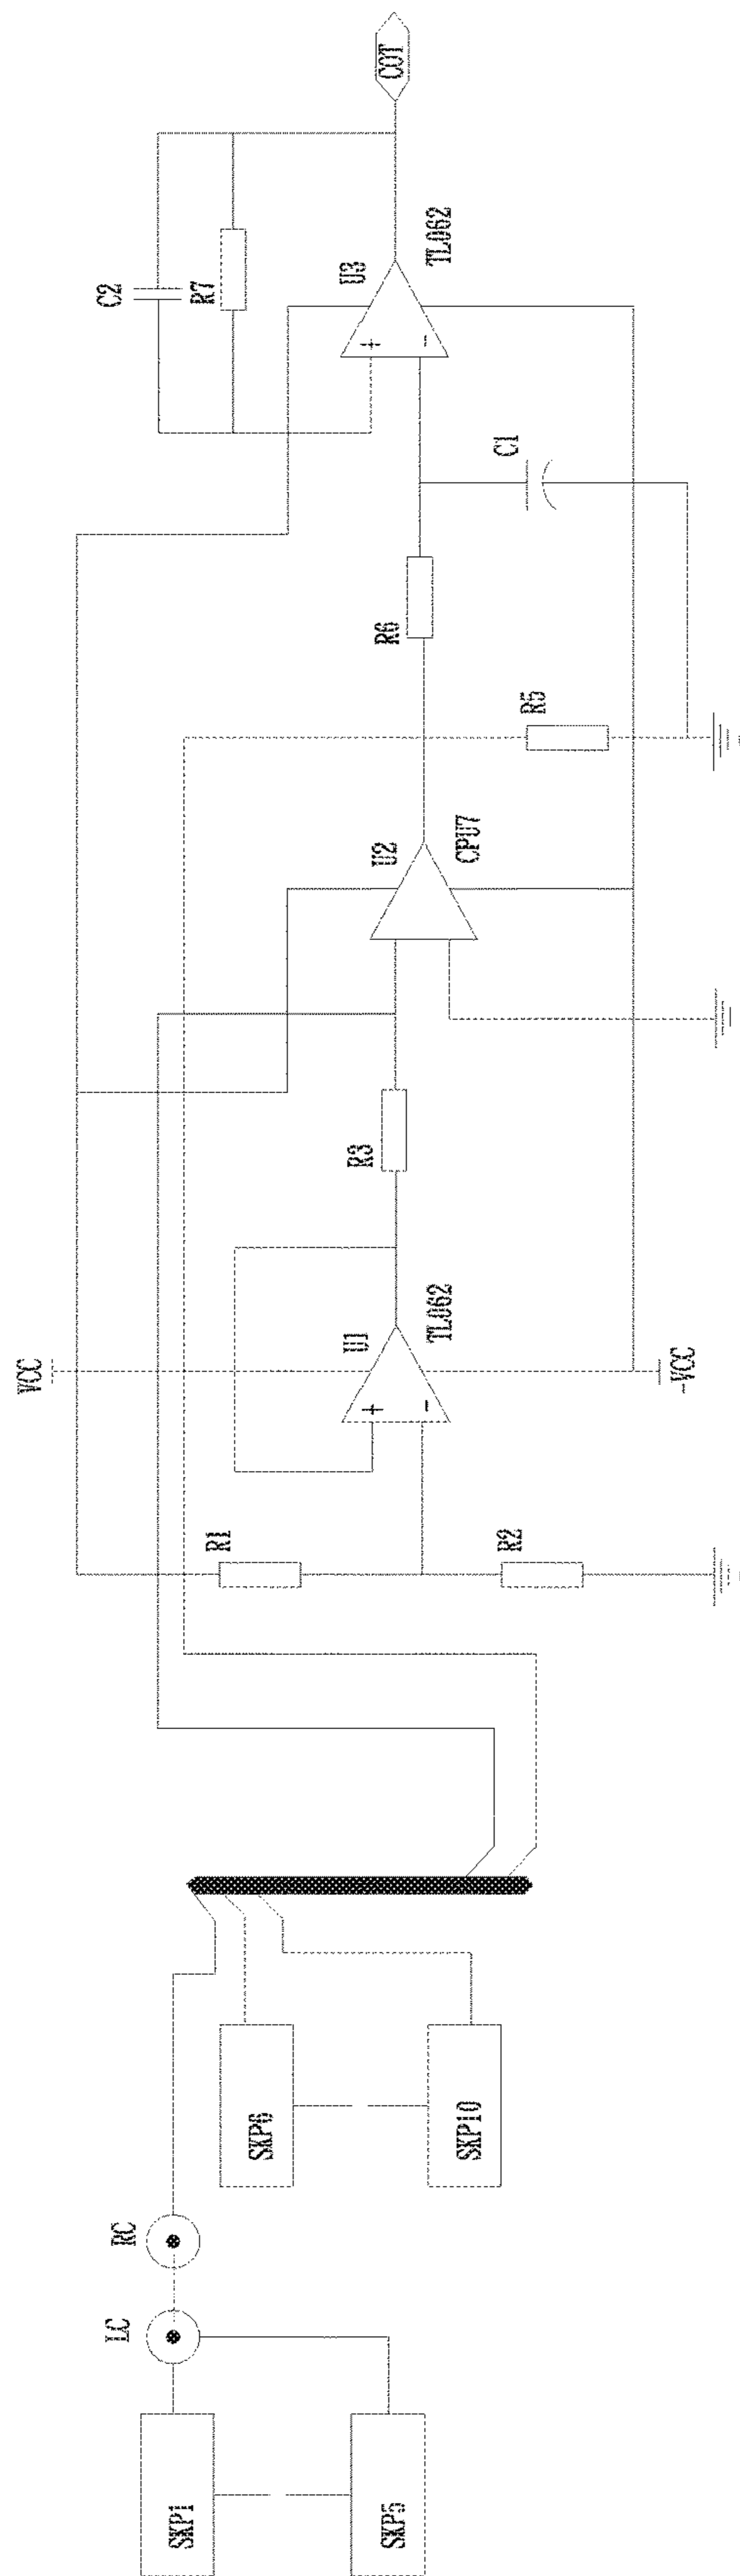 COT
C2
R7
U3
TL062
C1
R6
R5
U2
CPU7
R3
VCC
U1
TL062
-VCC
+
-
+
-
R1
R2
SKP6
SKP10
RC
LC
SKP1
SKP5